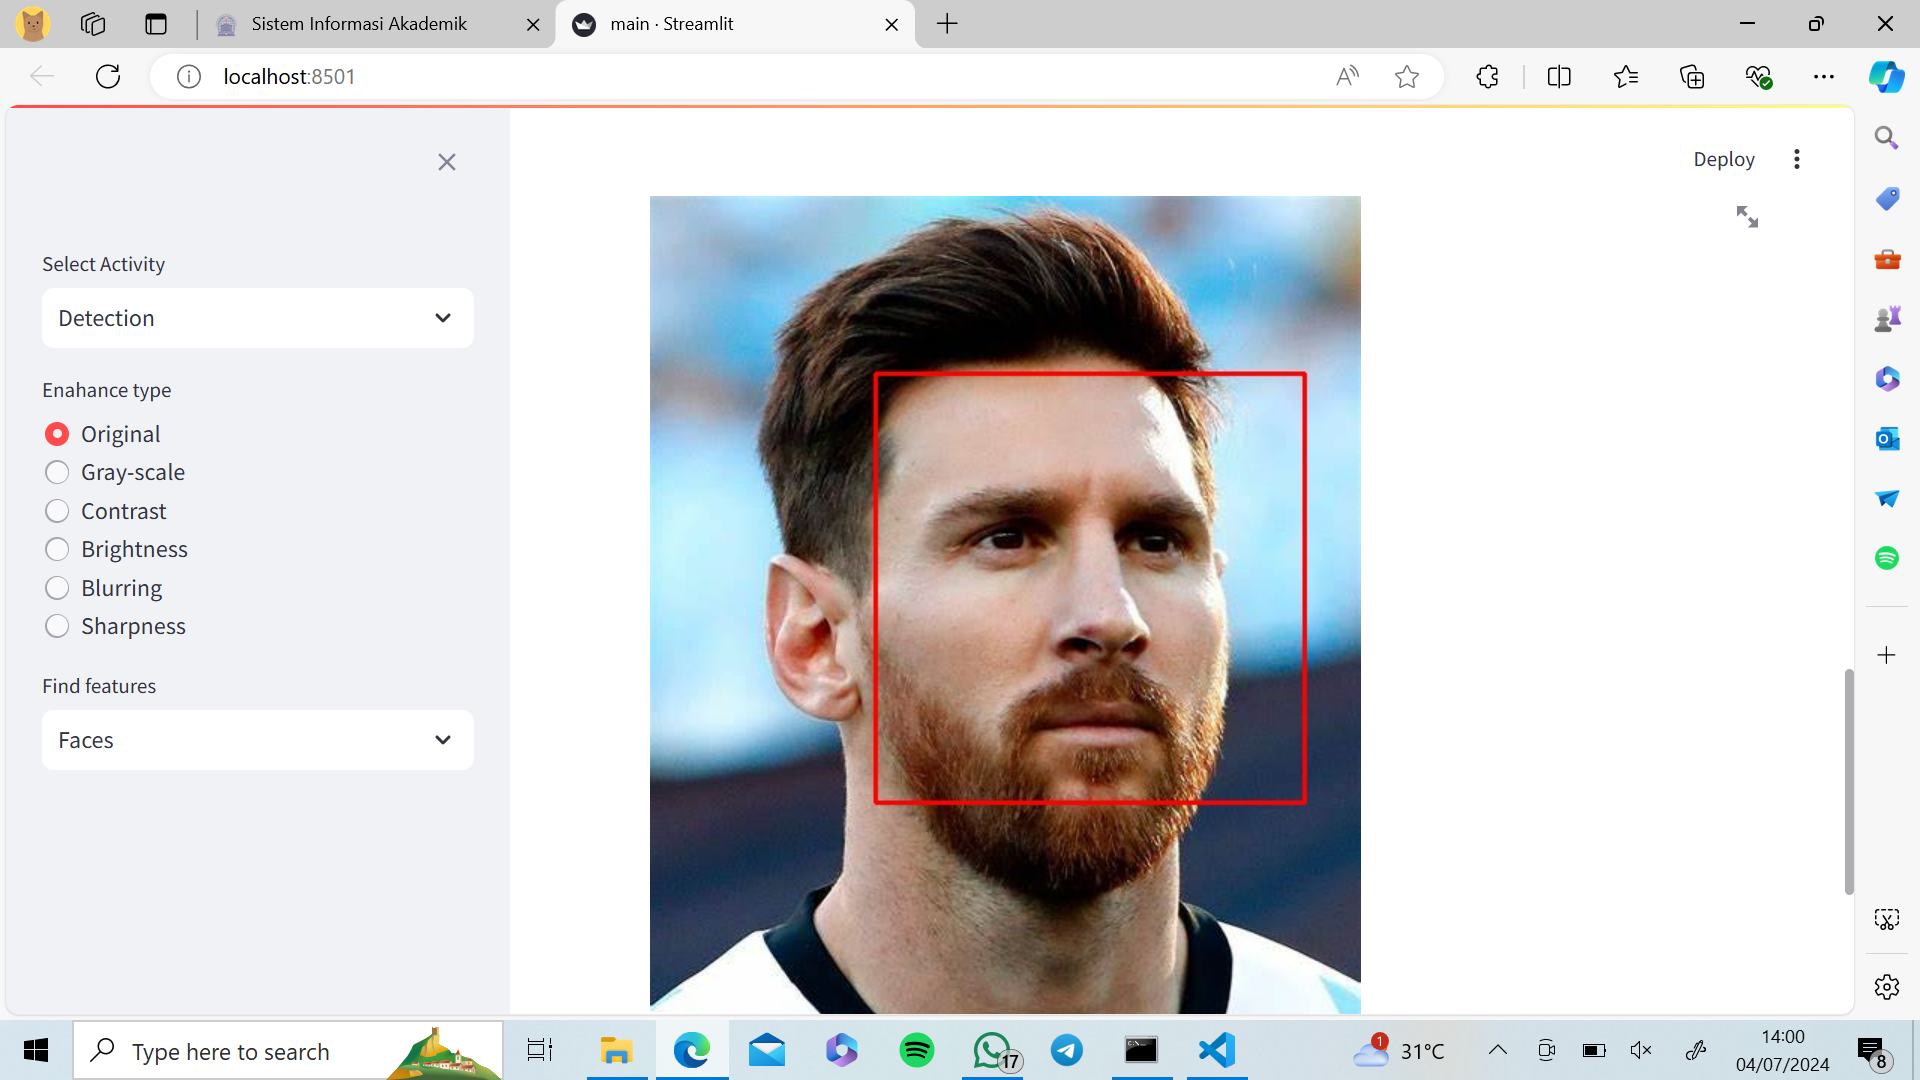 Sistem Informasi Akademik
main · Streamlit
localhost:8501
Deploy
Select Activity
Detection
Enahance type
Original
Gray-scale
Contrast
Brightness
Blurring
Sharpness
Find features
Faces
Type here to search
17
1
31°C
14:00
04/07/2024
8